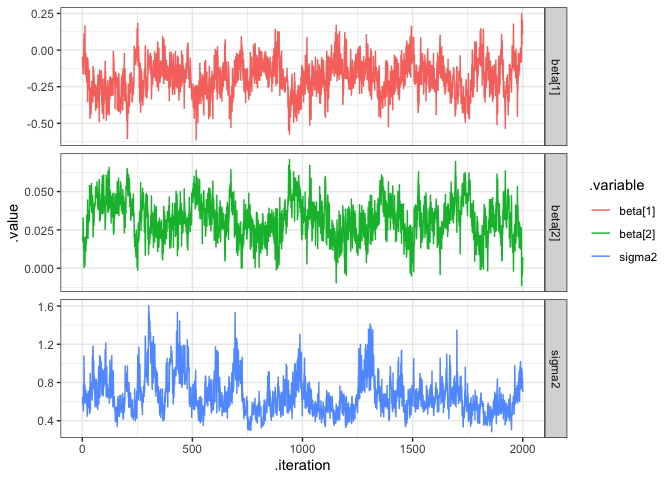 0.25
0.00
-0.25
-0.50
beta[1]
0.050
0.025
0.000
beta[2]
1.6
1.2
0.8
0.4
sigma2
0 500 1000 1500 2000
.iteration
.value
.variable
beta[1]
beta[2]
sigma2